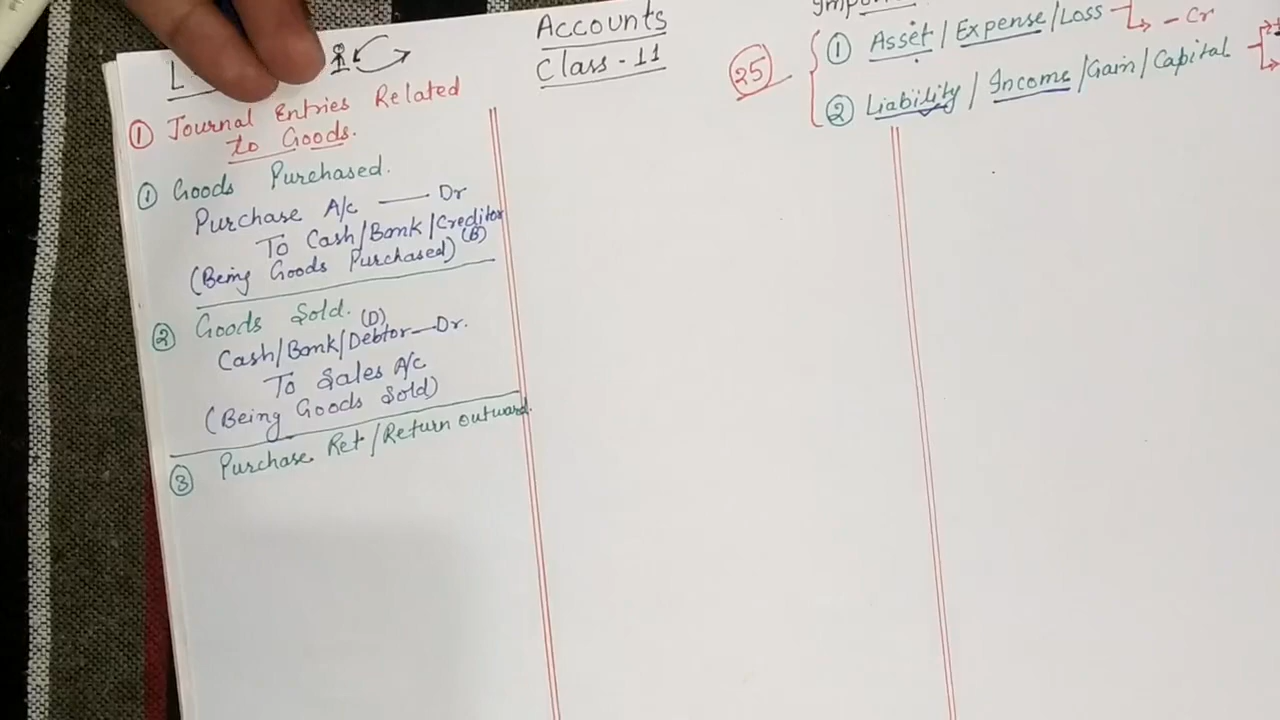 Accounts
Class - 11
① Journal Entries Related
to Goods.
① Goods Purchased.
Purchase A/c —— Dr
To Cash/Bank/Creditor
(Being Goods Purchased) (B)
② Goods Sold.
Cash/Bank/Debtor—Dr. (D)
To Sales A/c
(Being Goods Sold)
③ Purchase Ret/Return outward.
25
① Asset / Expense/Loss - Cr
② Liability / Income/Gain/Capital